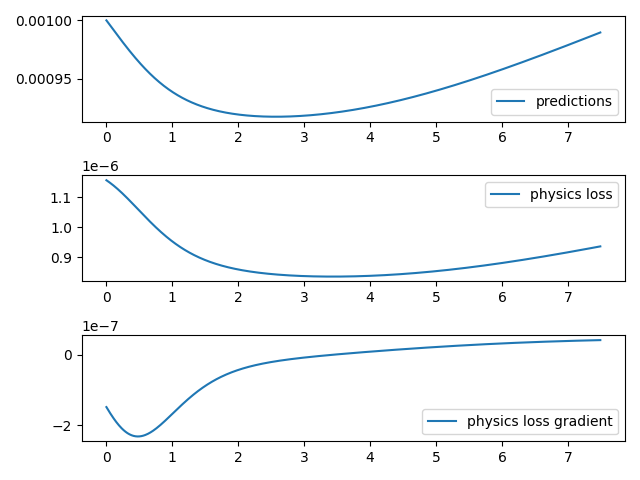 0.00100
0.00095
predictions
0 1 2 3 4 5 6 7
1e−6
1.1
1.0
0.9
physics loss
0 1 2 3 4 5 6 7
1e−7
0
−2
physics loss gradient
0 1 2 3 4 5 6 7